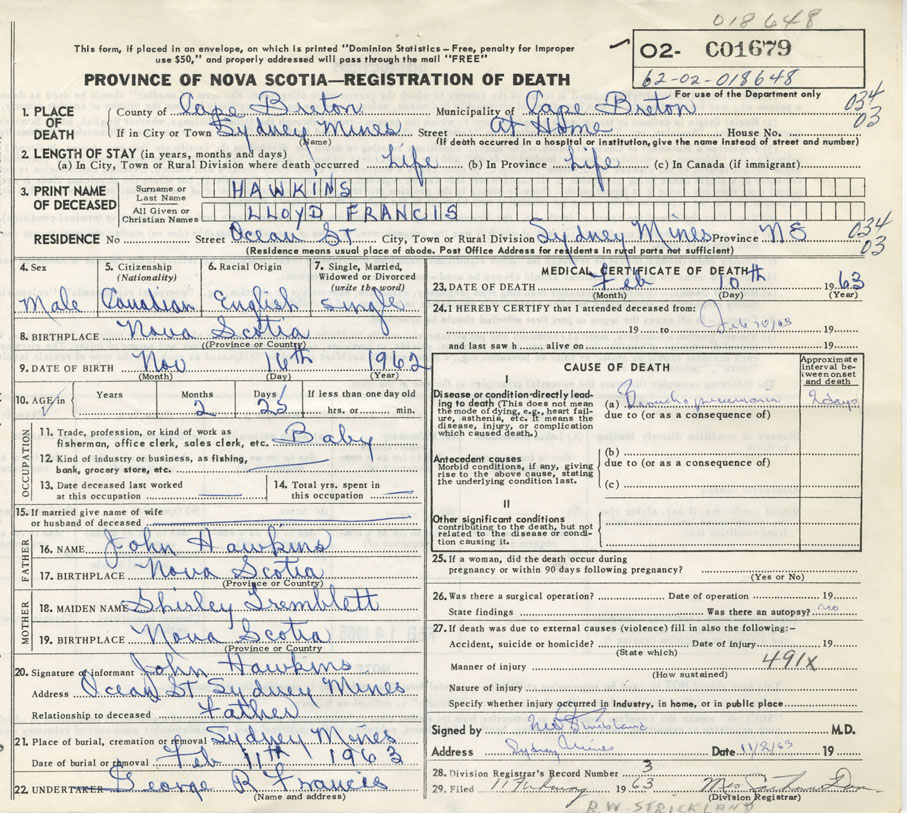 018648
This form, if placed in an envelope, on which is printed "Dominion Statistics—Free, penalty for improper
use $50," and properly addressed will pass through the mail "FREE"
02- C01679
62-02-018648
For use of the Department only
PROVINCE OF NOVA SCOTIA—REGISTRATION OF DEATH
034
03
1. PLACE OF DEATH County of Cape Breton Municipality of Cape Breton
If in City or Town Sydney Mines Street At Home House No.
(Name) (If death occurred in a hospital or institution, give the name instead of street and number)
2. LENGTH OF STAY (in years, months and days)
(a) In City, Town or Rural Division where death occurred Life (b) In Province Life (c) In Canada (if immigrant)
3. PRINT NAME OF DECEASED Surname or Last Name HAWKINS
All Given or Christian Names LLOYD FRANCIS
034
03
RESIDENCE No Street Ocean St City, Town or Rural Division Sydney Mines Province NS
(Residence means usual place of abode. Post Office Address for residents in rural parts not sufficient)
4. Sex 5. Citizenship (Nationality) 6. Racial Origin 7. Single, Married, Widowed or Divorced (write the word)
Male Canadian English Single
8. BIRTHPLACE Nova Scotia
(Province or Country)
9. DATE OF BIRTH Nov 16th 1962
(Month) (Day) (Year)
10. AGE in Years Months Days If less than one day old
2 25 hrs. or min.
OCCUPATION
11. Trade, profession, or kind of work as
fisherman, office clerk, sales clerk, etc. Baby
12. Kind of industry or business, as fishing,
bank, grocery store, etc.
13. Date deceased last worked
at this occupation
14. Total yrs. spent in
this occupation
15. If married give name of wife
or husband of deceased
FATHER
16. NAME John Hawkins
17. BIRTHPLACE Nova Scotia
(Province or Country)
MOTHER
18. MAIDEN NAME Shirley Tremblett
19. BIRTHPLACE Nova Scotia
(Province or Country)
20. Signature of informant John Hawkins
Address Ocean St Sydney Mines
Relationship to deceased Father
21. Place of burial, cremation or removal Sydney Mines
Date of burial or removal Feb 11th 1963
22. UNDERTAKER George R Francis
(Name and address)
MEDICAL CERTIFICATE OF DEATH
23. DATE OF DEATH Feb 10th 1963
(Month) (Day) (Year)
24. I HEREBY CERTIFY that I attended deceased from: Feb 10/63
19 to 19
and last saw h alive on 19
CAUSE OF DEATH
Approximate interval between onset and death
I
Disease or condition directly leading to death (This does not mean the mode of dying, e.g., heart failure, asthenia, etc. It means the disease, injury, or complication which caused death.)
(a) Bronchopneumonia 2 days
due to (or as a consequence of)
Antecedent causes
Morbid conditions, if any, giving rise to the above cause, stating the underlying condition last.
(b)
due to (or as a consequence of)
(c)
II
Other significant conditions
contributing to the death, but not related to the disease or condition causing it.
25. If a woman, did the death occur during
pregnancy or within 90 days following pregnancy?
(Yes or No)
26. Was there a surgical operation? Date of operation 19
State findings Was there an autopsy? no
27. If death was due to external causes (violence) fill in also the following:-
Accident, suicide or homicide? Date of injury 19
(State which)
Manner of injury 491x
(How sustained)
Nature of injury
Specify whether injury occurred in Industry, in home, or in public place
Signed by M.D.
Address Sydney Mines Date 11/2/63 19
28. Division Registrar's Record Number 3
29. Filed 11 February 1963
(Division Registrar)
R.W. STRICKLAND